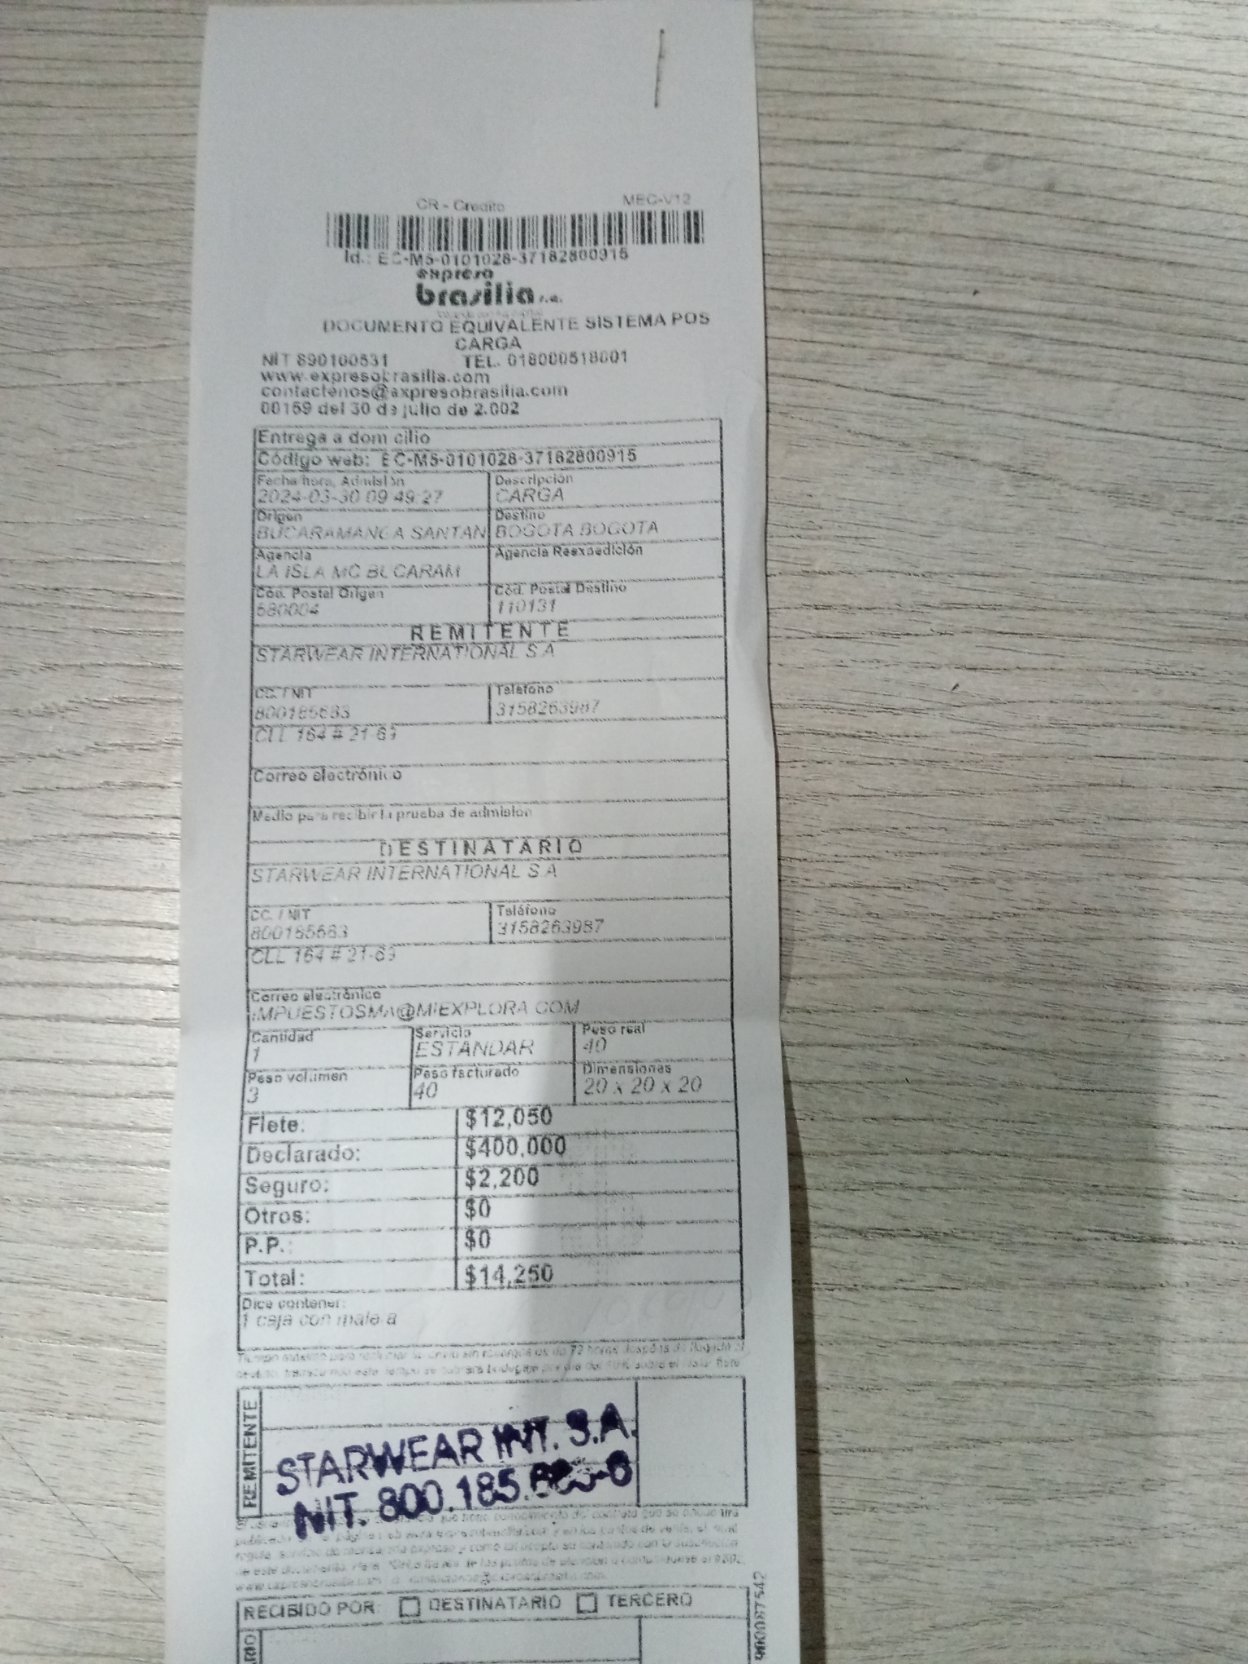 CR - Credito MEC-V12
Id.: EC-M5-0101028-37182800915
expreso
brasilia s.a.
DOCUMENTO EQUIVALENTE SISTEMA POS
CARGA
NIT 890100531 TEL. 018000518001
www.expresobrasilia.com
contactenos@expresobrasilia.com
00159 del 30 de julio de 2.002
Entrega a domicilio
Código web: EC-M5-0101028-37182800915
Fecha hora, Admisión Descripción
2024-03-30 09:49:27 CARGA
Origen Destino
BUCARAMANGA SANTAN BOGOTA BOGOTA
Agencia Agencia Reexpedición
LA ISLA MC BUCARAM
Cód. Postal Origen Cód. Postal Destino
680004 110131
REMITENTE
STARWEAR INTERNATIONAL S A
CC. / NIT Teléfono
800185683 3158263987
CLL 164 # 21-69
Correo electrónico
Medio para recibir la prueba de admisión
DESTINATARIO
STARWEAR INTERNATIONAL S A
CC. / NIT Teléfono
800185683 3158263987
CLL 164 # 21-69
Correo electrónico
IMPUESTOSMA@MIEXPLORA.COM
Cantidad Servicio Peso real
1 ESTANDAR 40
Peso volumen Peso facturado Dimensiones
3 40 20 x 20 x 20
Flete: $12,050
Declarado: $400,000
Seguro: $2,200
Otros: $0
P.P.: $0
Total: $14,250
Dice contener:
1 caja con
REMITENTE
STARWEAR INT. S.A.
NIT. 800.185.
RECIBIDO POR: DESTINATARIO TERCERO